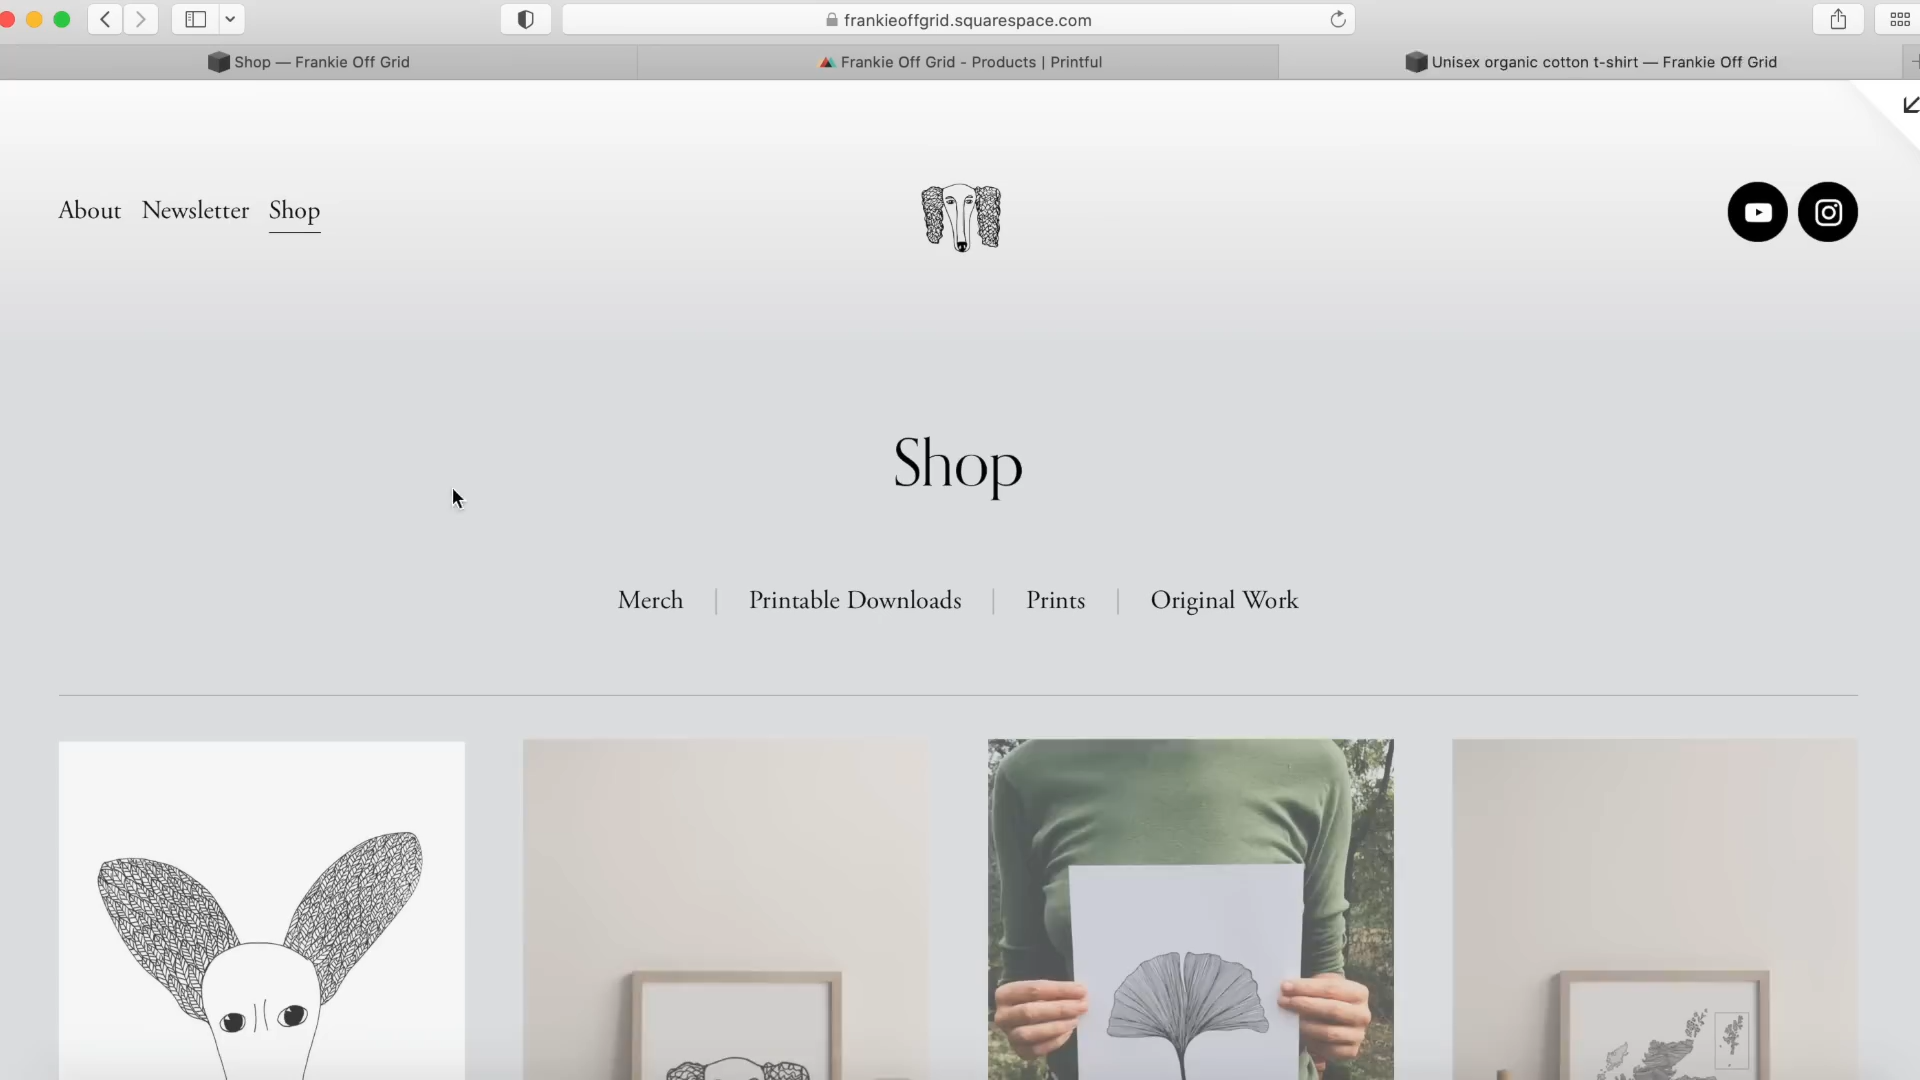 frankieoffgrid.squarespace.com
Shop — Frankie Off Grid
Frankie Off Grid - Products | Printful
Unisex organic cotton t-shirt — Frankie Off Grid
About Newsletter Shop
Shop
Merch | Printable Downloads | Prints | Original Work